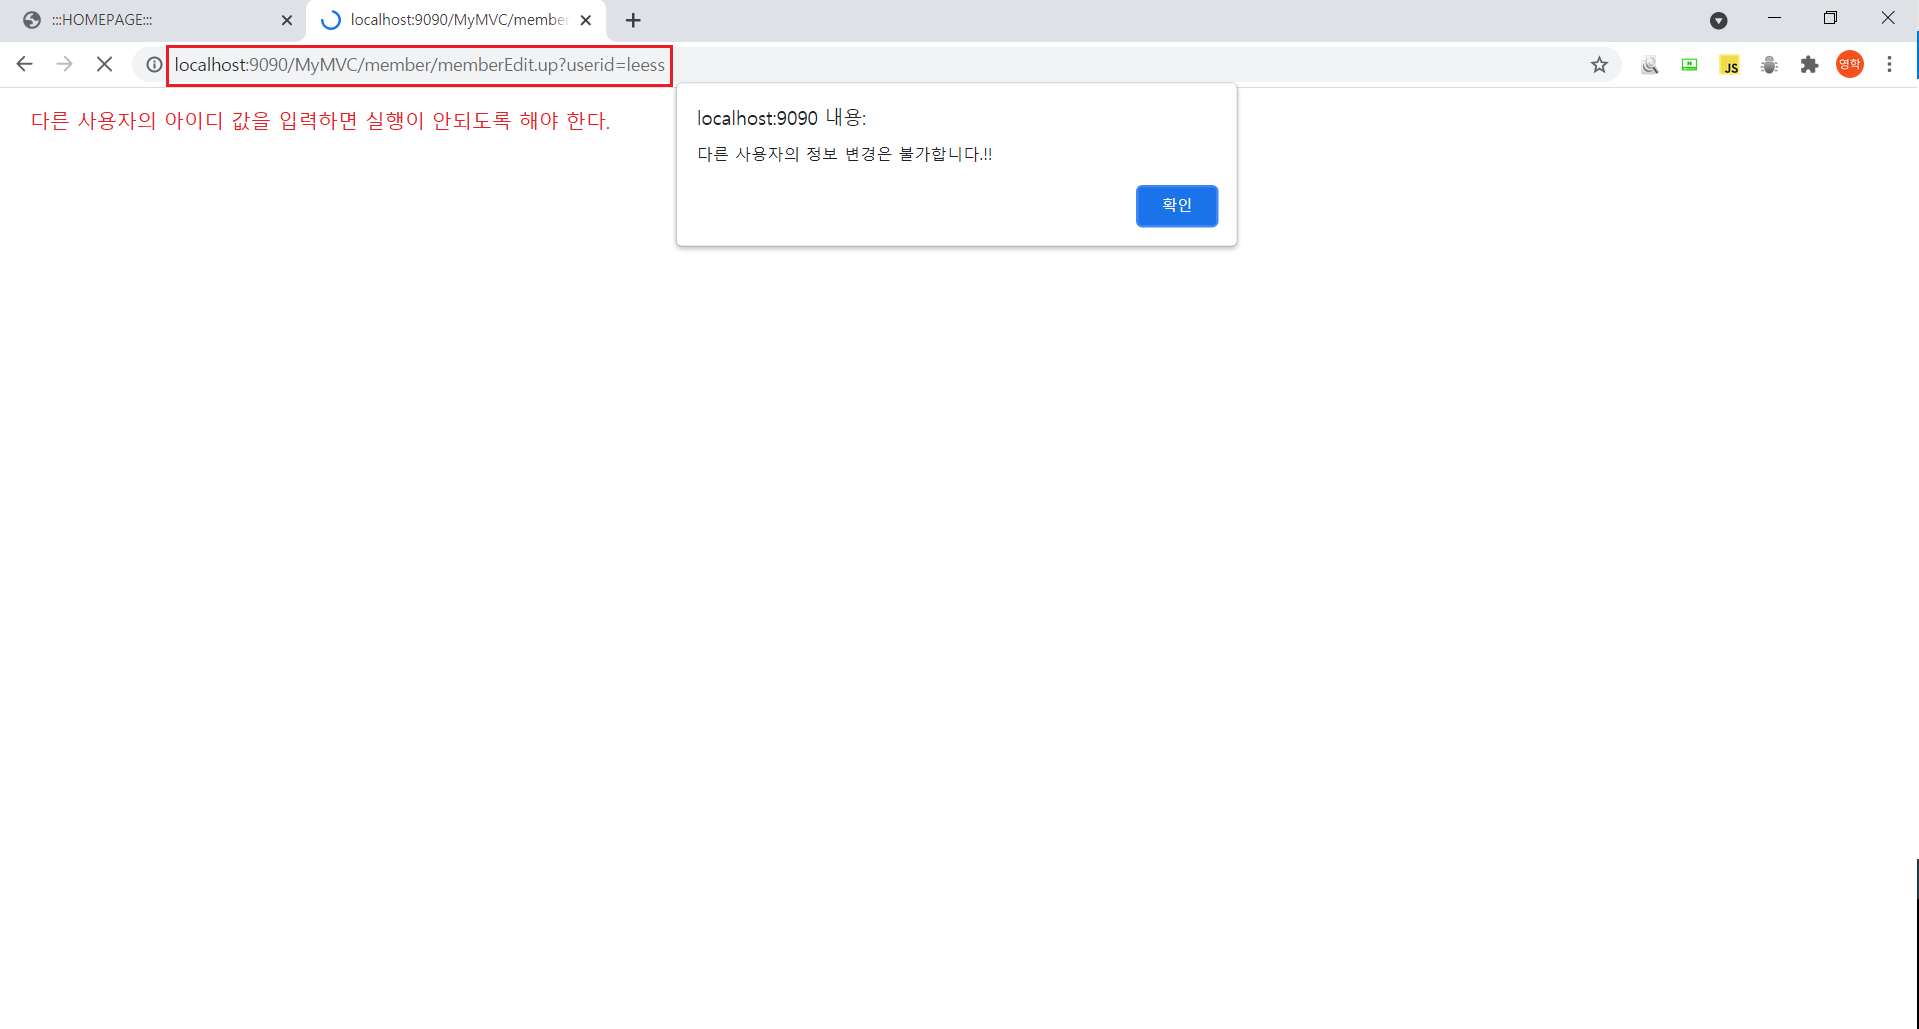 :::HOMEPAGE:::
localhost:9090/MyMVC/membe
localhost:9090/MyMVC/member/memberEdit.up?userid=leess
JS
영학
다른 사용자의 아이디 값을 입력하면 실행이 안되도록 해야 한다.
localhost:9090 내용:
다른 사용자의 정보 변경은 불가합니다.!!
확인